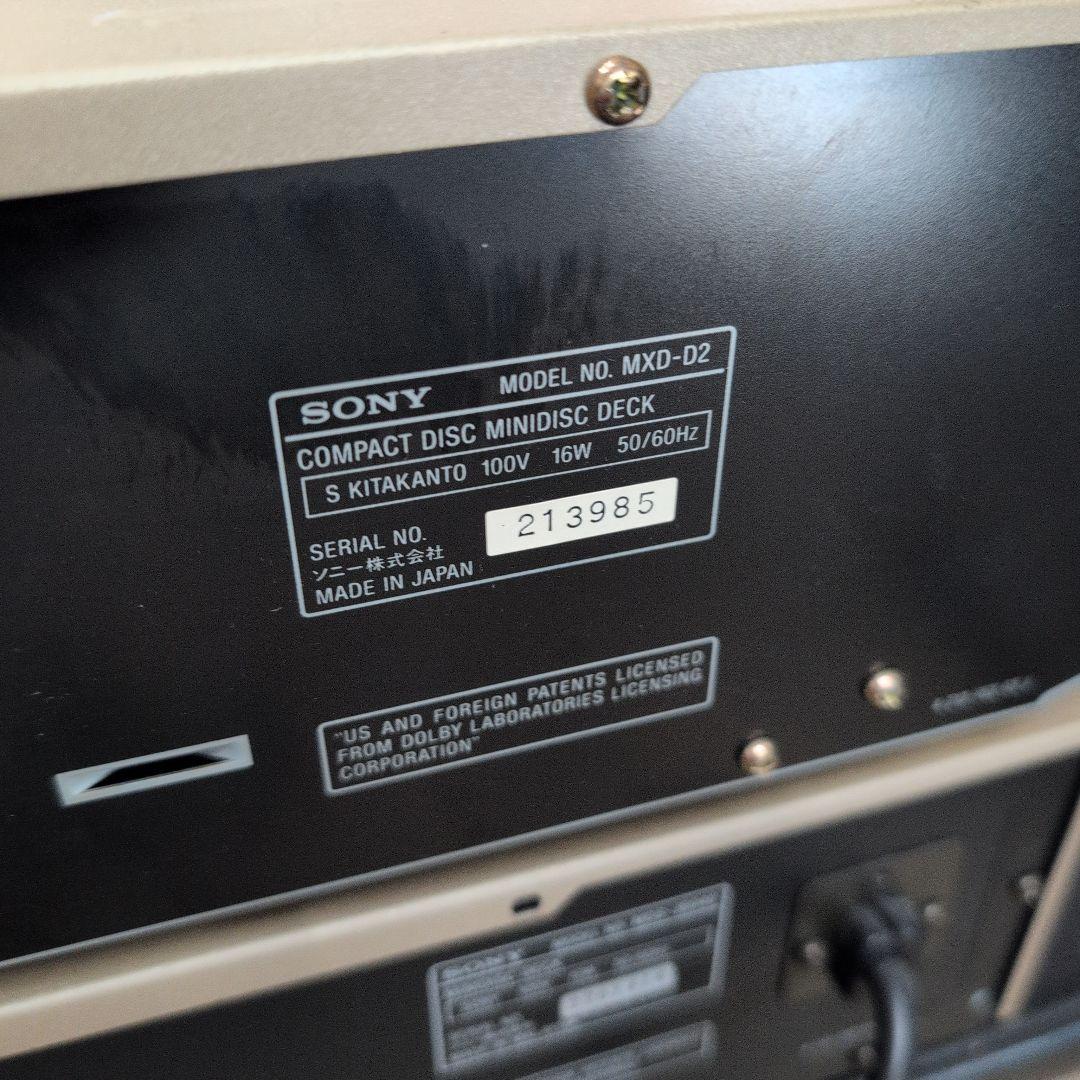 SONY MODEL NO. MXD-D2
COMPACT DISC MINIDISC DECK
S KITAKANTO 100V 16W 50/60Hz
SERIAL NO. 213985
ソニー株式会社
MADE IN JAPAN
"US AND FOREIGN PATENTS LICENSED
FROM DOLBY LABORATORIES LICENSING
CORPORATION"
SONY